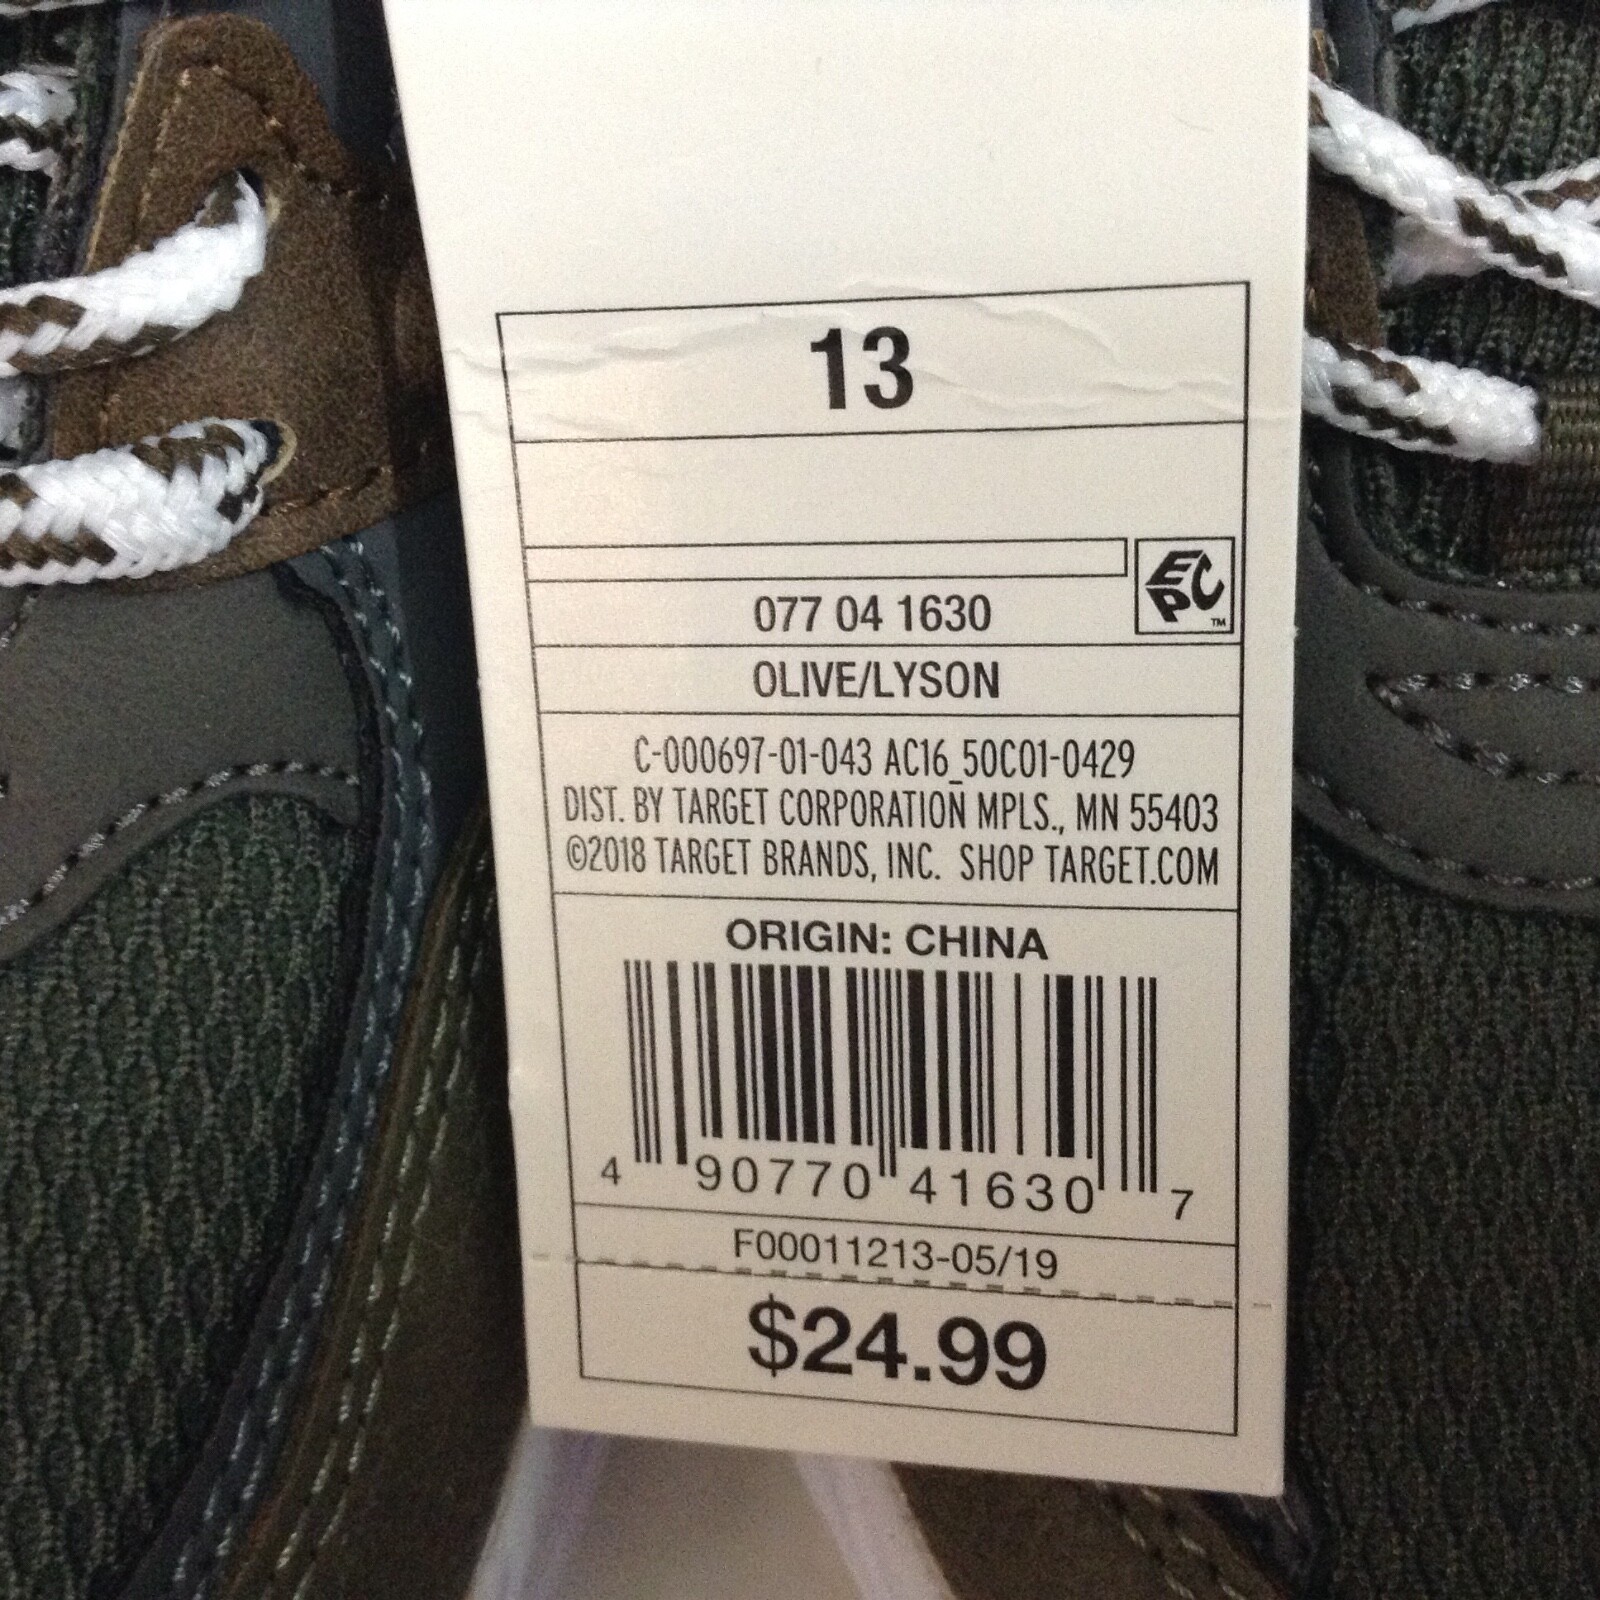 13
EPC™
077 04 1630
OLIVE/LYSON
C-000697-01-043 AC16_50C01-0429
DIST. BY TARGET CORPORATION MPLS., MN 55403
©2018 TARGET BRANDS, INC. SHOP TARGET.COM
ORIGIN: CHINA
4 90770 41630 7
F00011213-05/19
$24.99